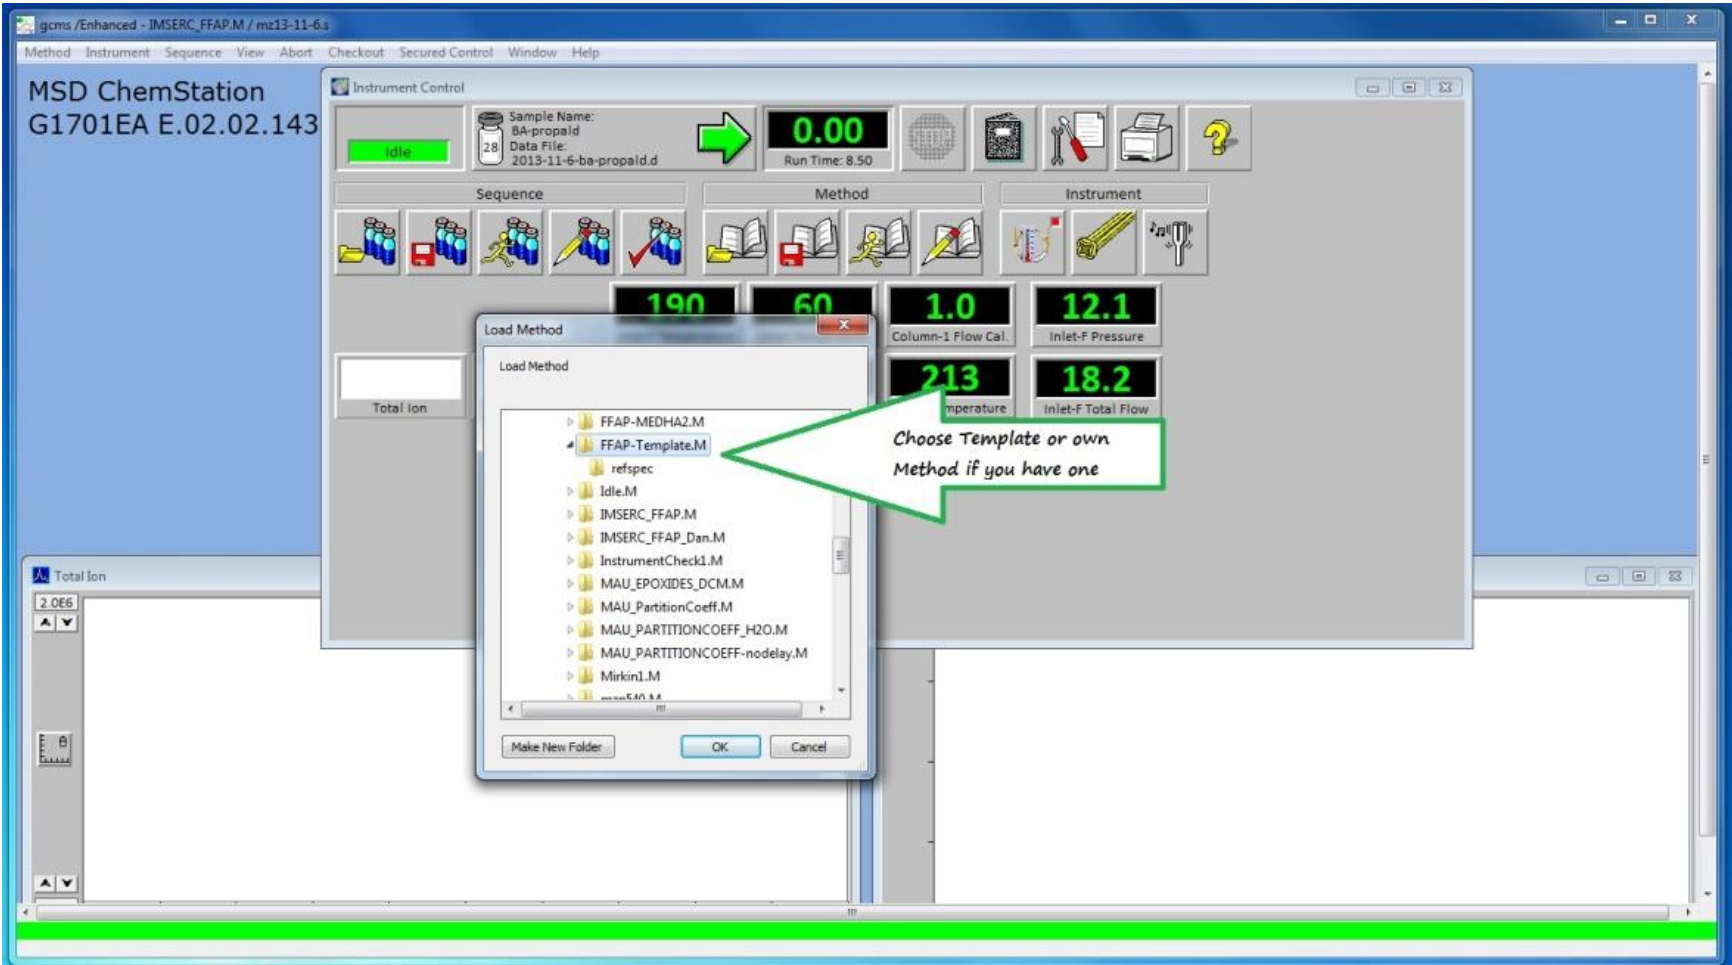 gcms /Enhanced - IMSERC_FFAP.M / mz13-11-6.s
Method Instrument Sequence View Abort Checkout Secured Control Window Help
MSD ChemStation
G1701EA E.02.02.143
Instrument Control
Idle
28
Sample Name:
BA-propald
Data File:
2013-11-6-ba-propald.d
0.00
Run Time: 8.50
Sequence
Method
Instrument
190
60
1.0
Column-1 Flow Cal.
12.1
Inlet-F Pressure
Total Ion
213
18.2
Inlet-F Total Flow
Load Method
Load Method
FFAP-MEDHA2.M
FFAP-Template.M
refspec
Idle.M
IMSERC_FFAP.M
IMSERC_FFAP_Dan.M
InstrumentCheck1.M
MAU_EPOXIDES_DCM.M
MAU_PartitionCoeff.M
MAU_PARTITIONCOEFF_H2O.M
MAU_PARTITIONCOEFF-nodelay.M
Mirkin1.M
Make New Folder
OK
Cancel
Choose Template or own
Method if you have one
Total Ion
2.0E6